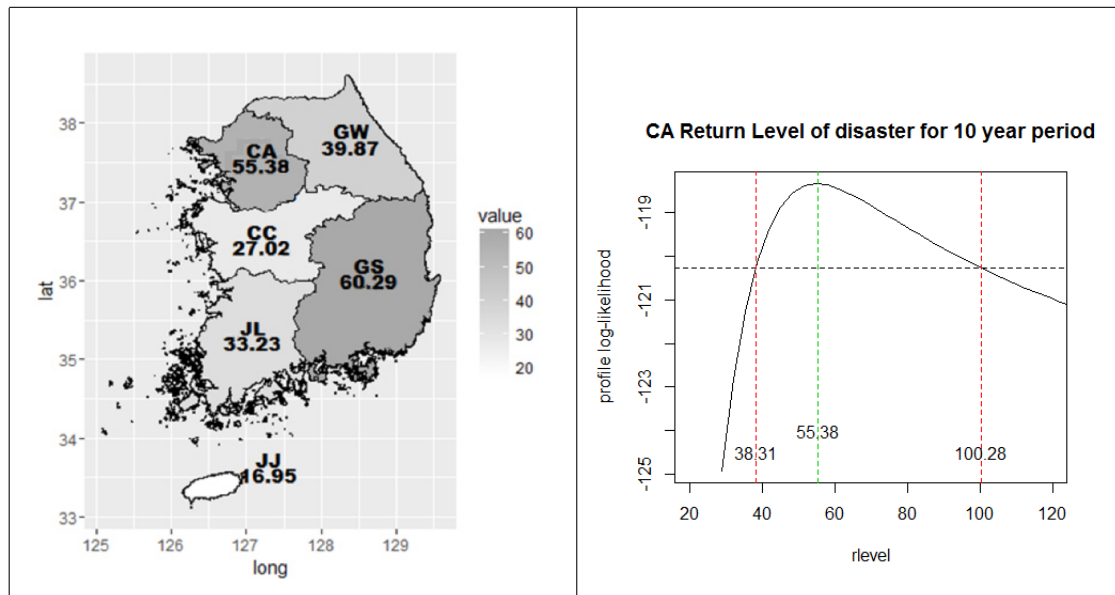 38
37
36
35
34
33
lat
GW
39.87
CA
55.38
CC
27.02
GS
60.29
JL
33.23
JJ
16.95
125
126
127
128
129
long
value
60
50
40
30
20
CA Return Level of disaster for 10 year period
-119
-121
-123
-125
profile log-likelihood
55.38
38.31
100.28
20
40
60
80
100
120
rlevel